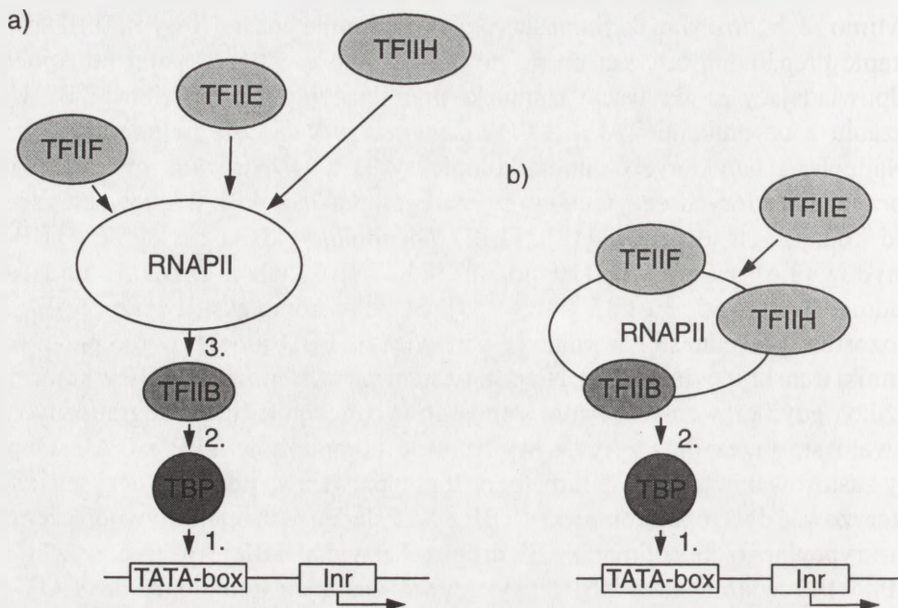 a)
TFIIH
TFIIE
TFIIF
RNAPII
3.
TFIIB
2.
TBP
1.
TATA-box
Inr
b)
TFIIE
TFIIF
RNAPII
TFIIH
TFIIB
2.
TBP
1.
TATA-box
Inr